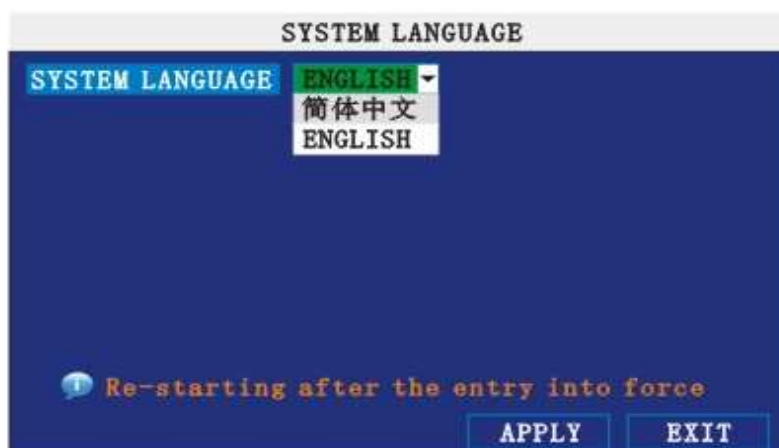 SYSTEM LANGUAGE
SYSTEM LANGUAGE ENGLISH
简体中文
ENGLISH
Re-starting after the entry into force
APPLY EXIT